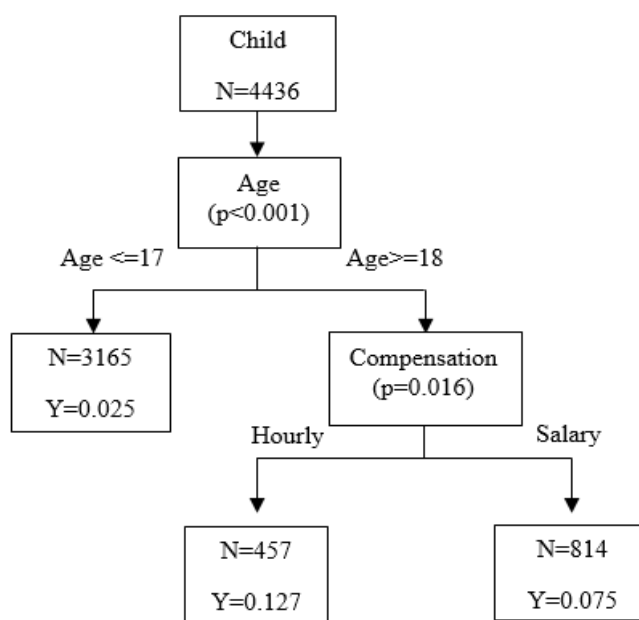 Child
N=4436
Age
(p<0.001)
Age <=17
Age>=18
N=3165
Y=0.025
Compensation
(p=0.016)
Hourly
Salary
N=457
Y=0.127
N=814
Y=0.075